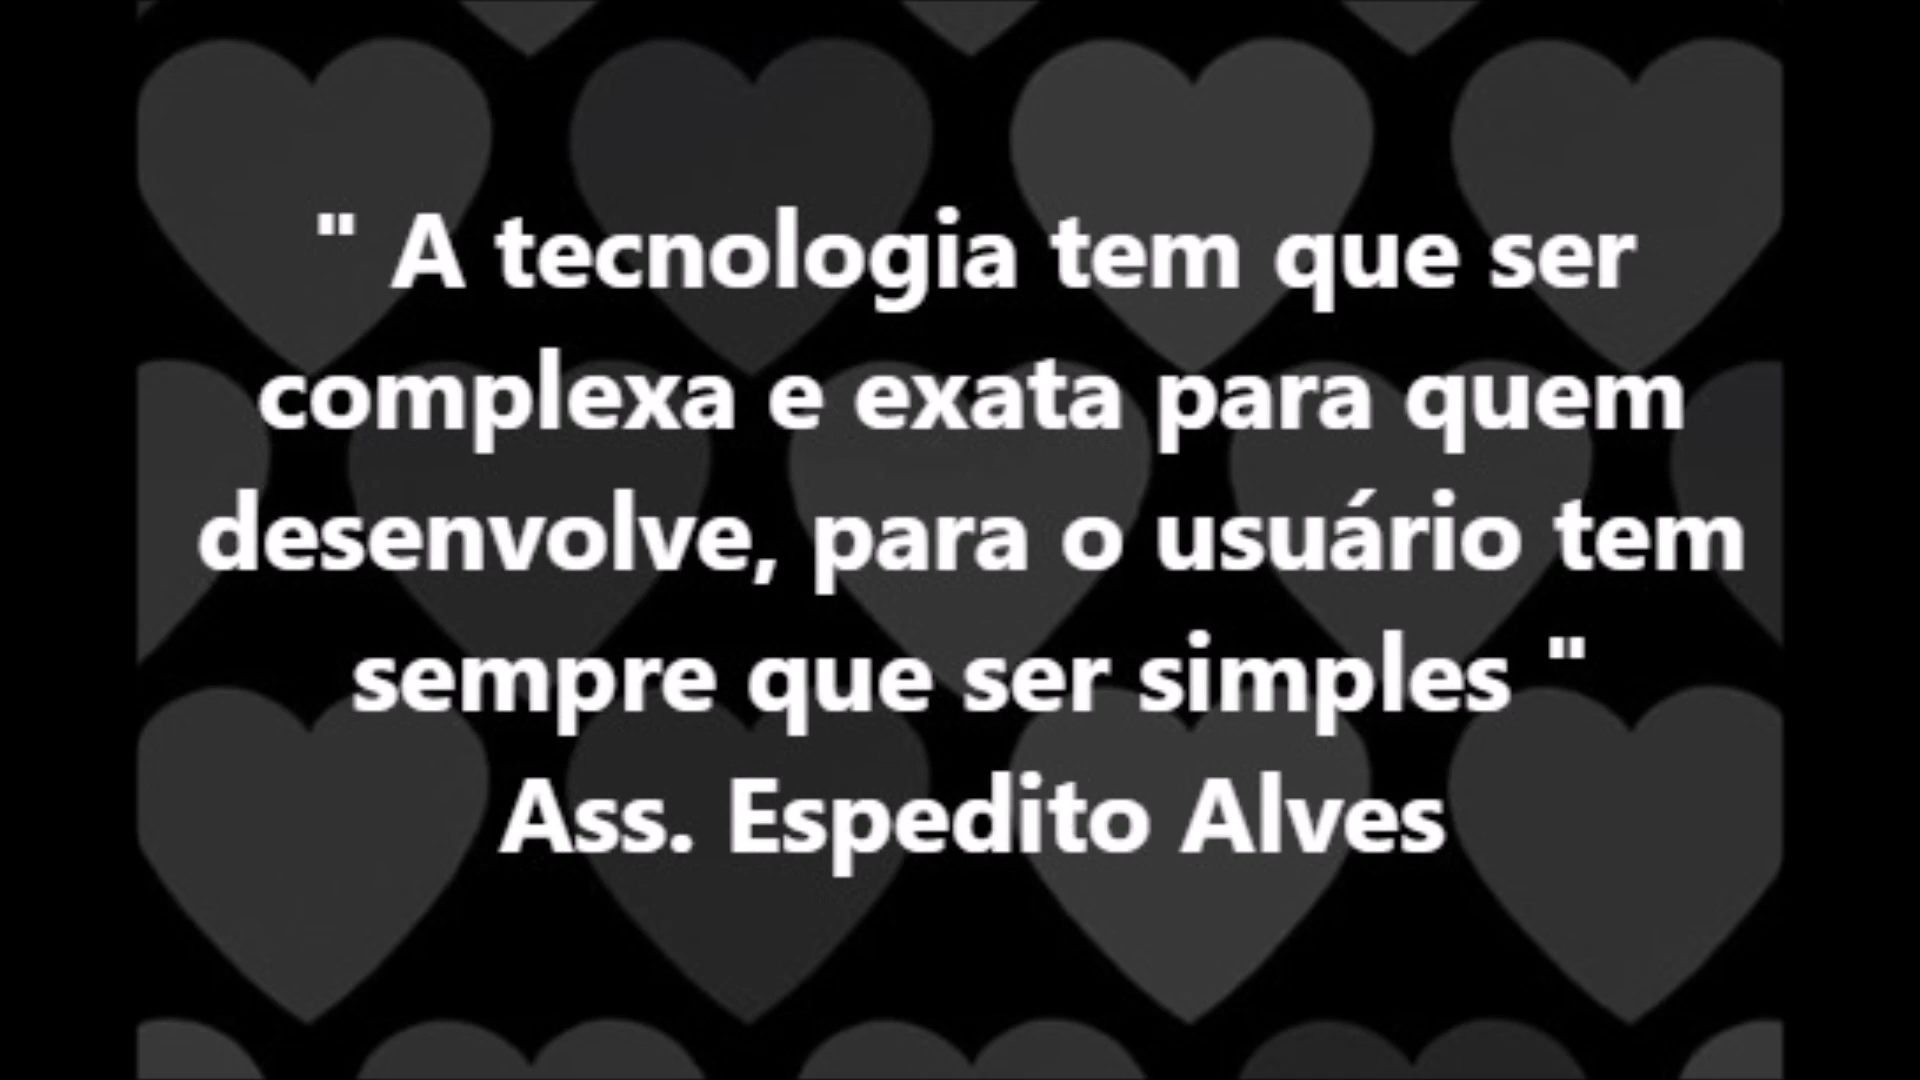 " A tecnologia tem que ser
complexa e exata para quem
desenvolve, para o usuário tem
sempre que ser simples "
Ass. Espedito Alves